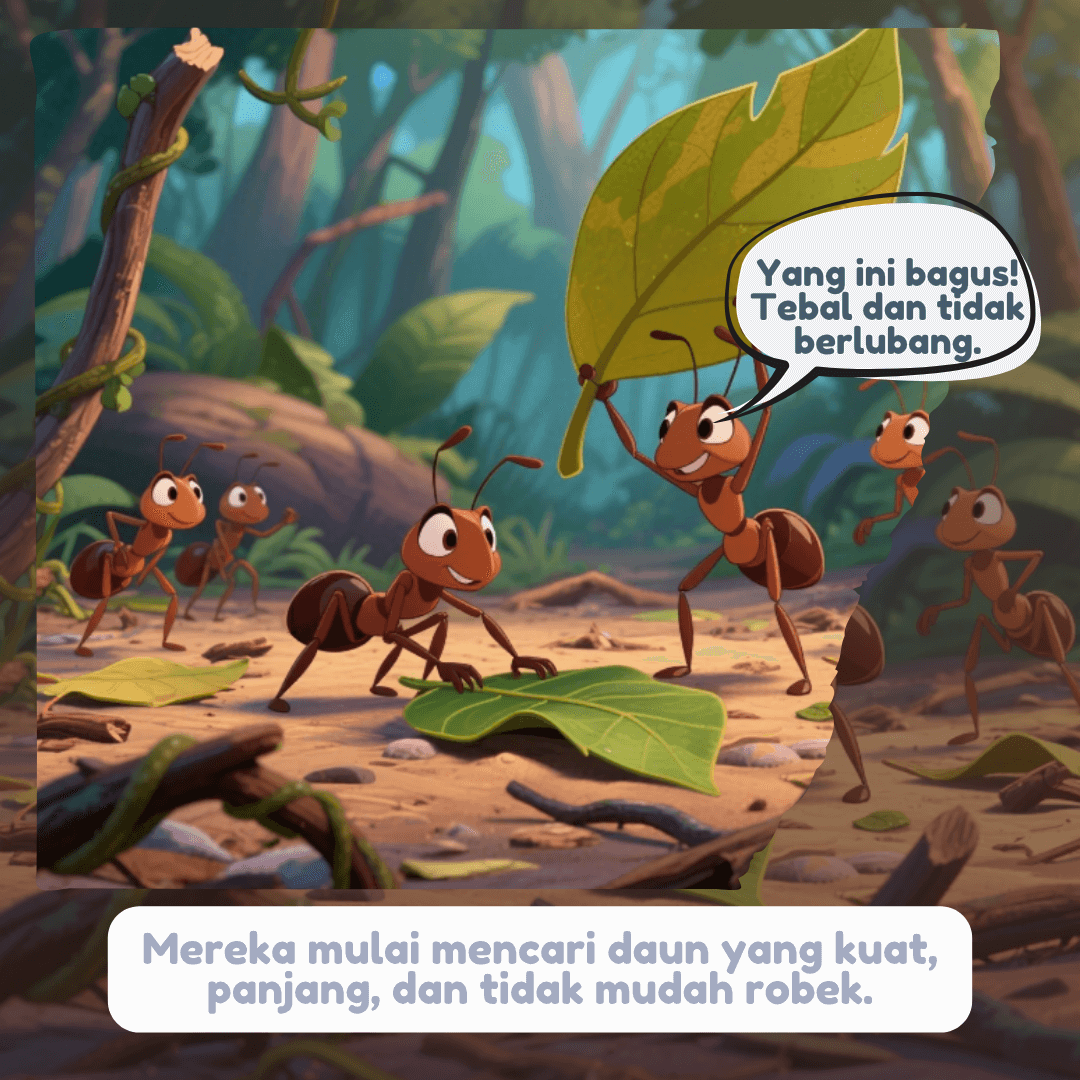 Yang ini bagus!
Tebal dan tidak
berlubang.
Mereka mulai mencari daun yang kuat,
panjang, dan tidak mudah robek.